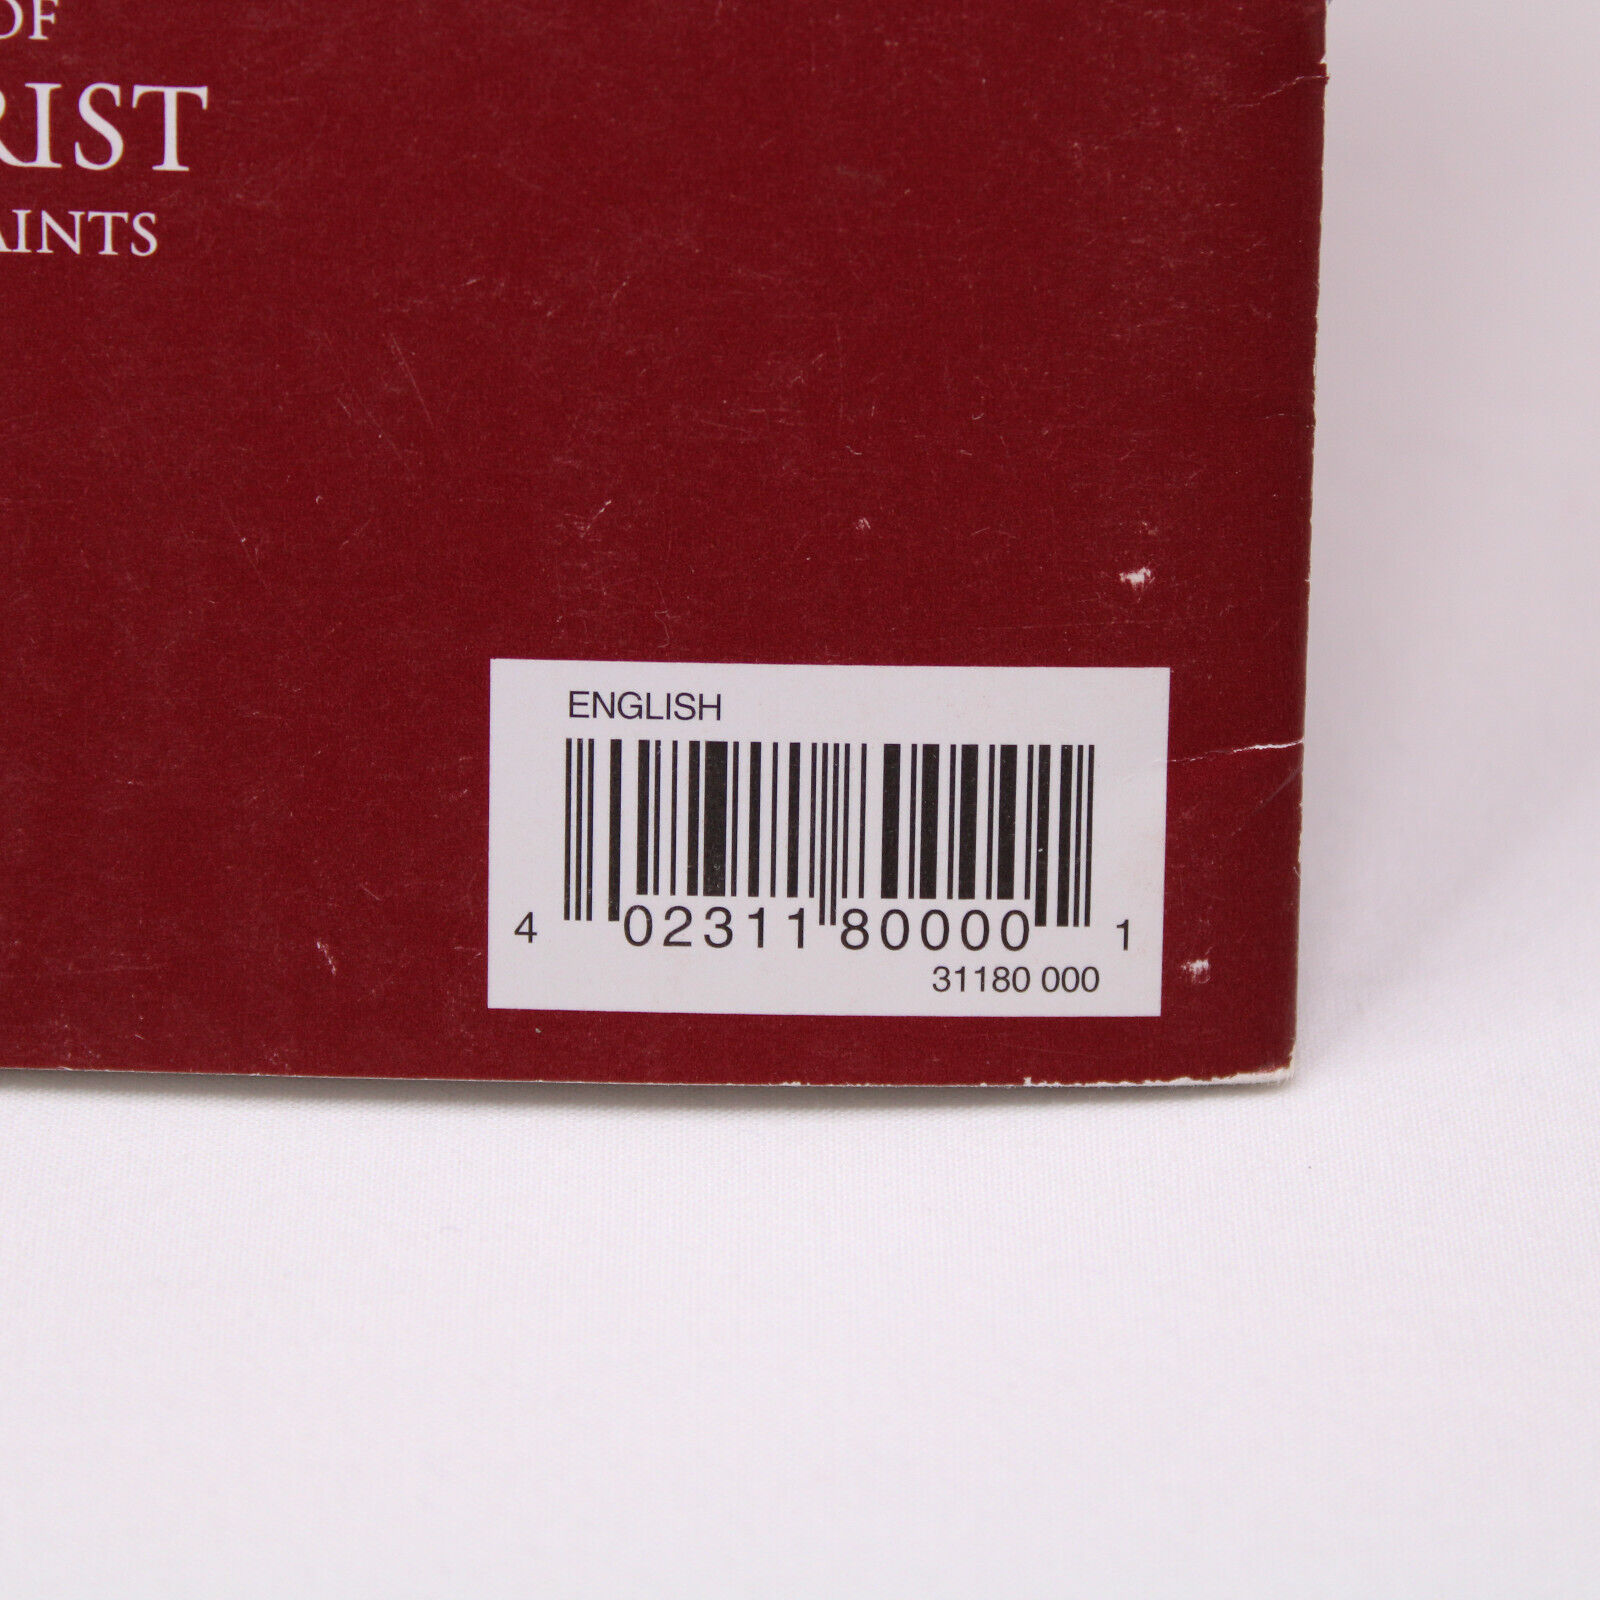 OF
RIST
AINTS
ENGLISH
4 02311 80000 1
31180 000